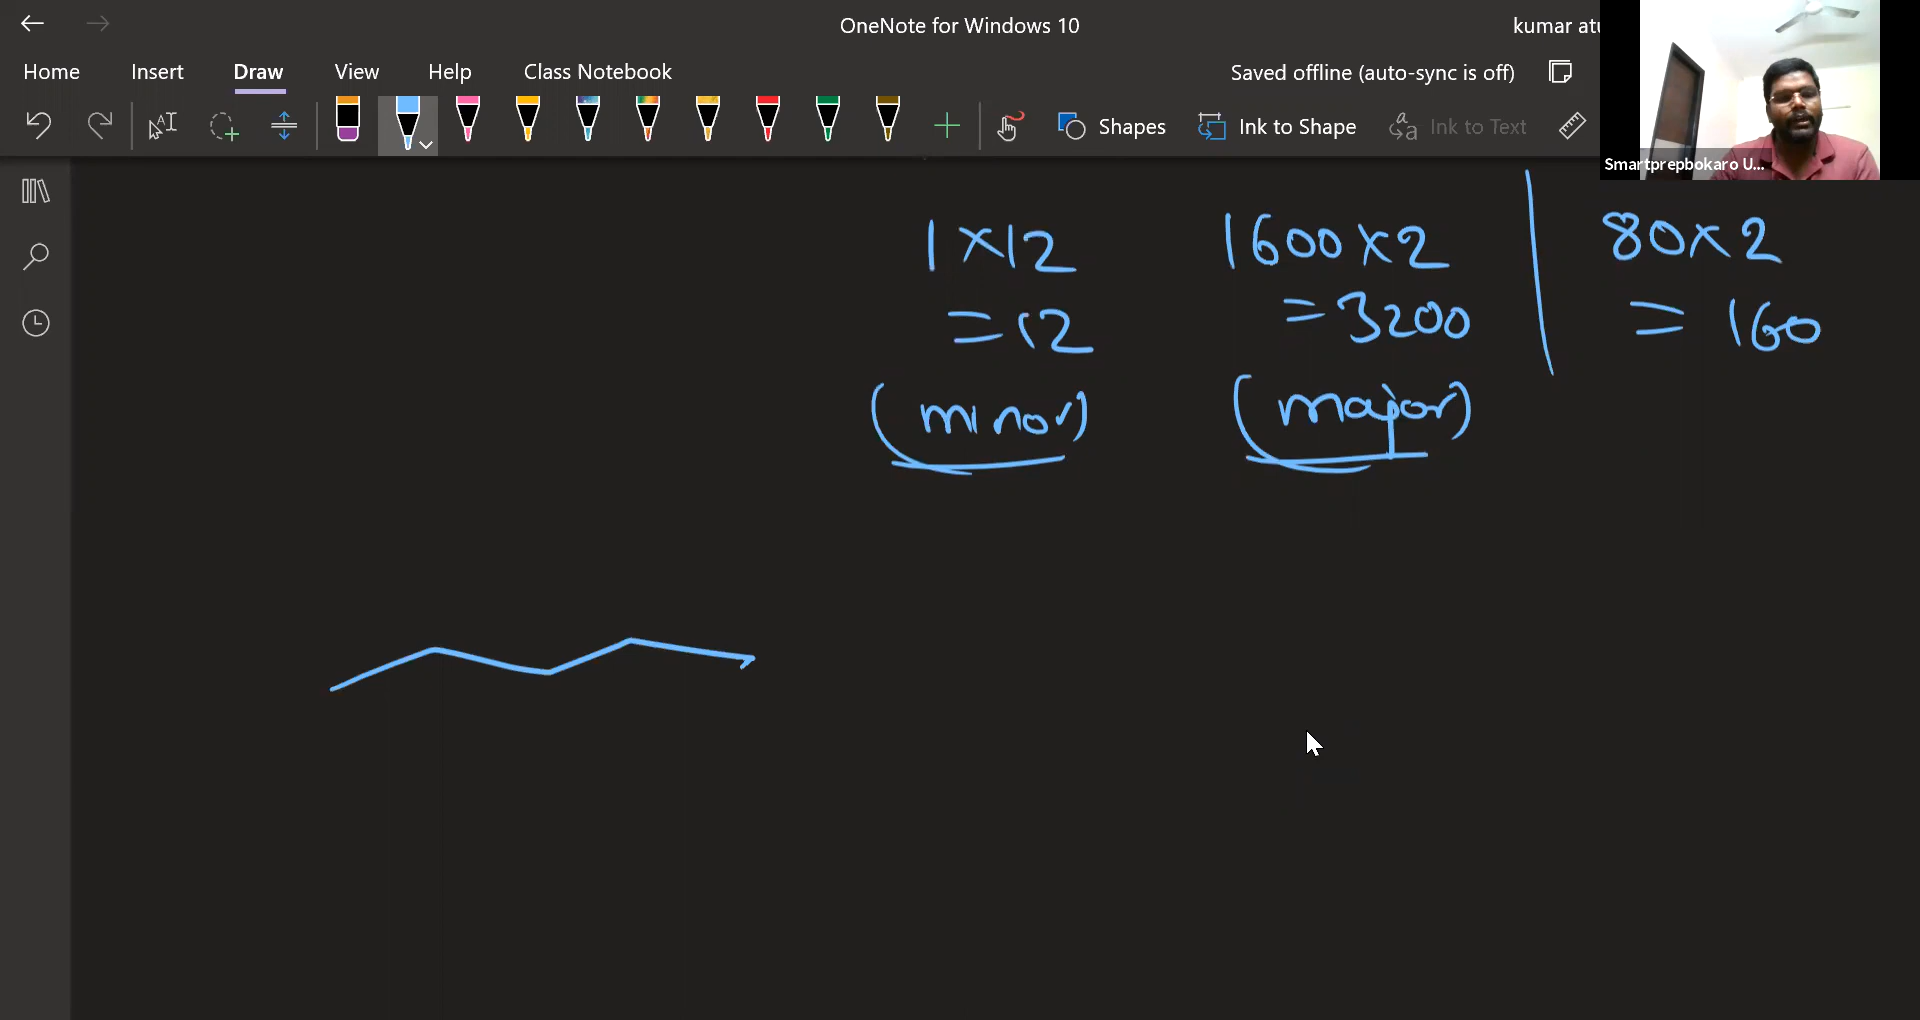 OneNote for Windows 10
kumar atu
Home Insert Draw View Help Class Notebook
Saved offline (auto-sync is off)
Shapes Ink to Shape Ink to Text
Smartprepbokaro U...
1 × 12 1600 × 2 80 × 2
= 12 = 3200 = 160
(minor) (major)